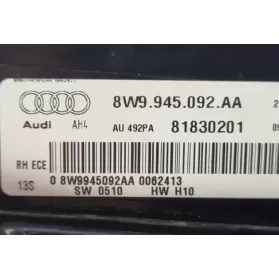 8W9.945.092.AA
Audi AH4 AU 492PA 81830201
RH ECE
13S 0 8W9945092AA 0062413
SW 0510 HW H10